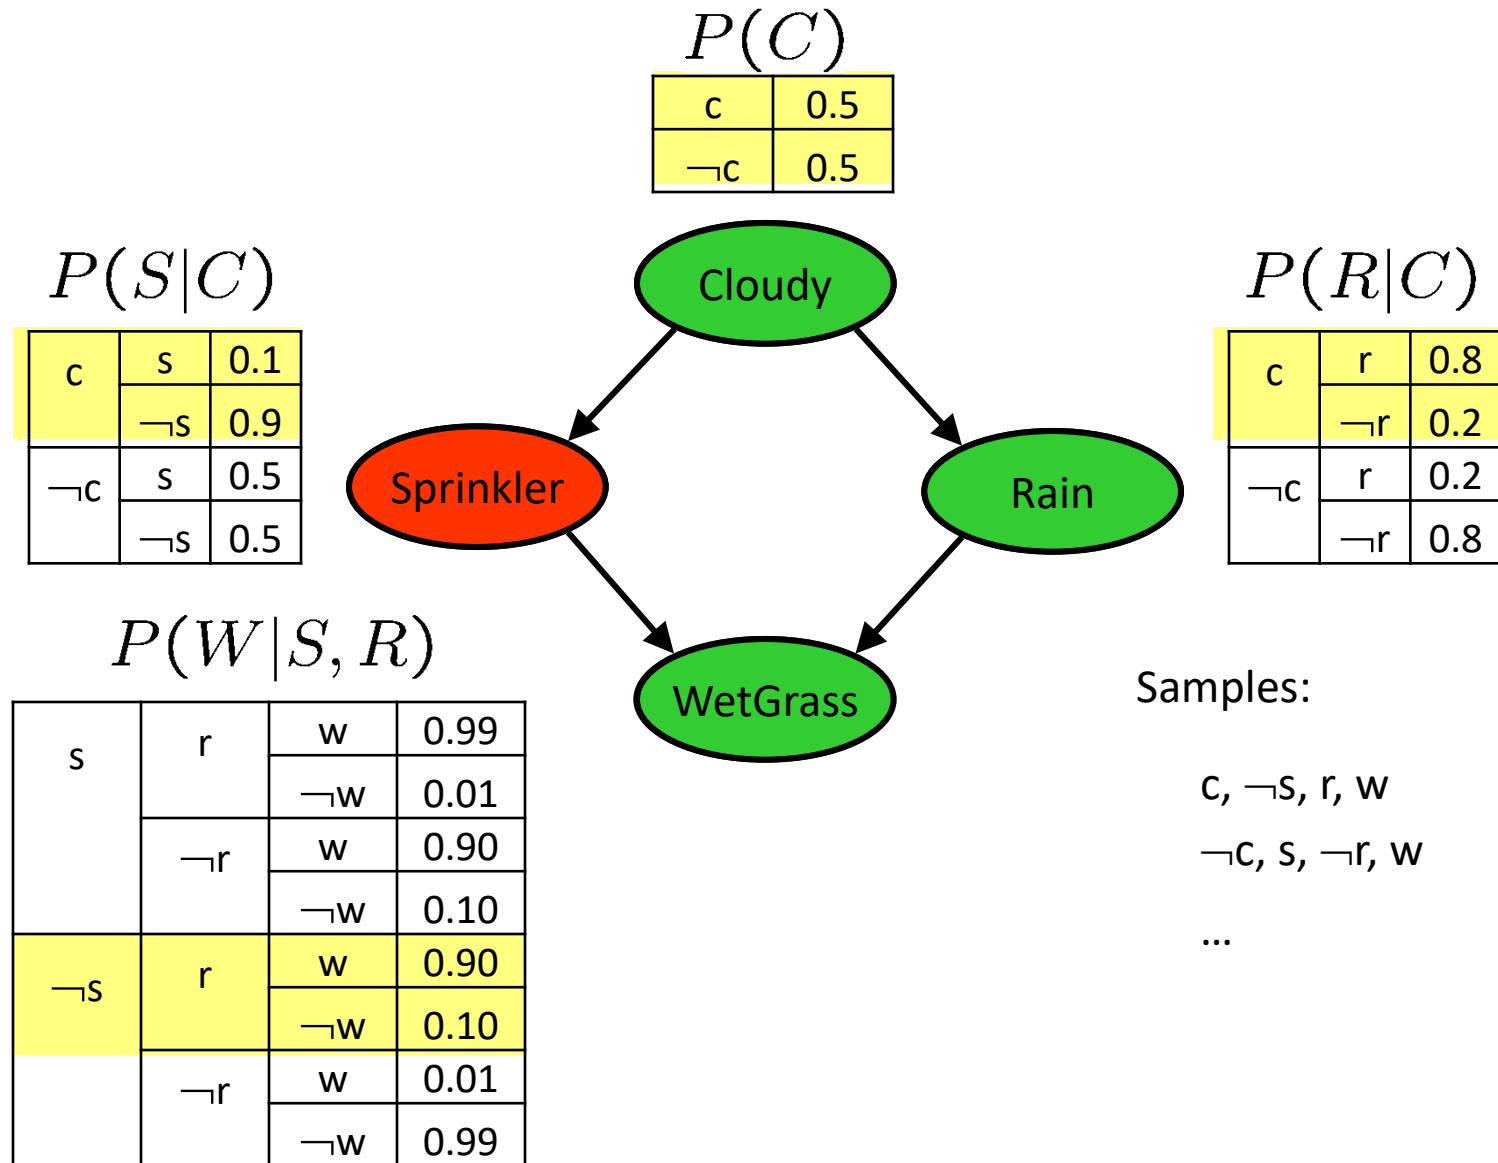 P(C)
c 0.5
¬c 0.5
P(S|C)
c s 0.1
¬s 0.9
¬c s 0.5
¬s 0.5
Cloudy
P(R|C)
c r 0.8
¬r 0.2
¬c r 0.2
¬r 0.8
Sprinkler
Rain
P(W|S, R)
s r w 0.99
¬w 0.01
¬r w 0.90
¬w 0.10
¬s r w 0.90
¬w 0.10
¬r w 0.01
¬w 0.99
WetGrass
Samples:
c, ¬s, r, w
¬c, s, ¬r, w
...